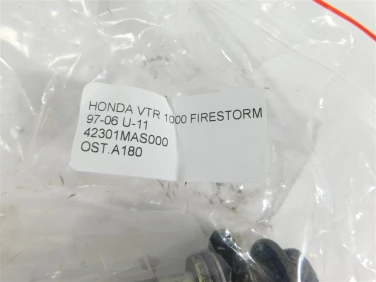 HONDA VTR 1000 FIRESTORM
97-06 U-11
42301MAS000
OST.A180